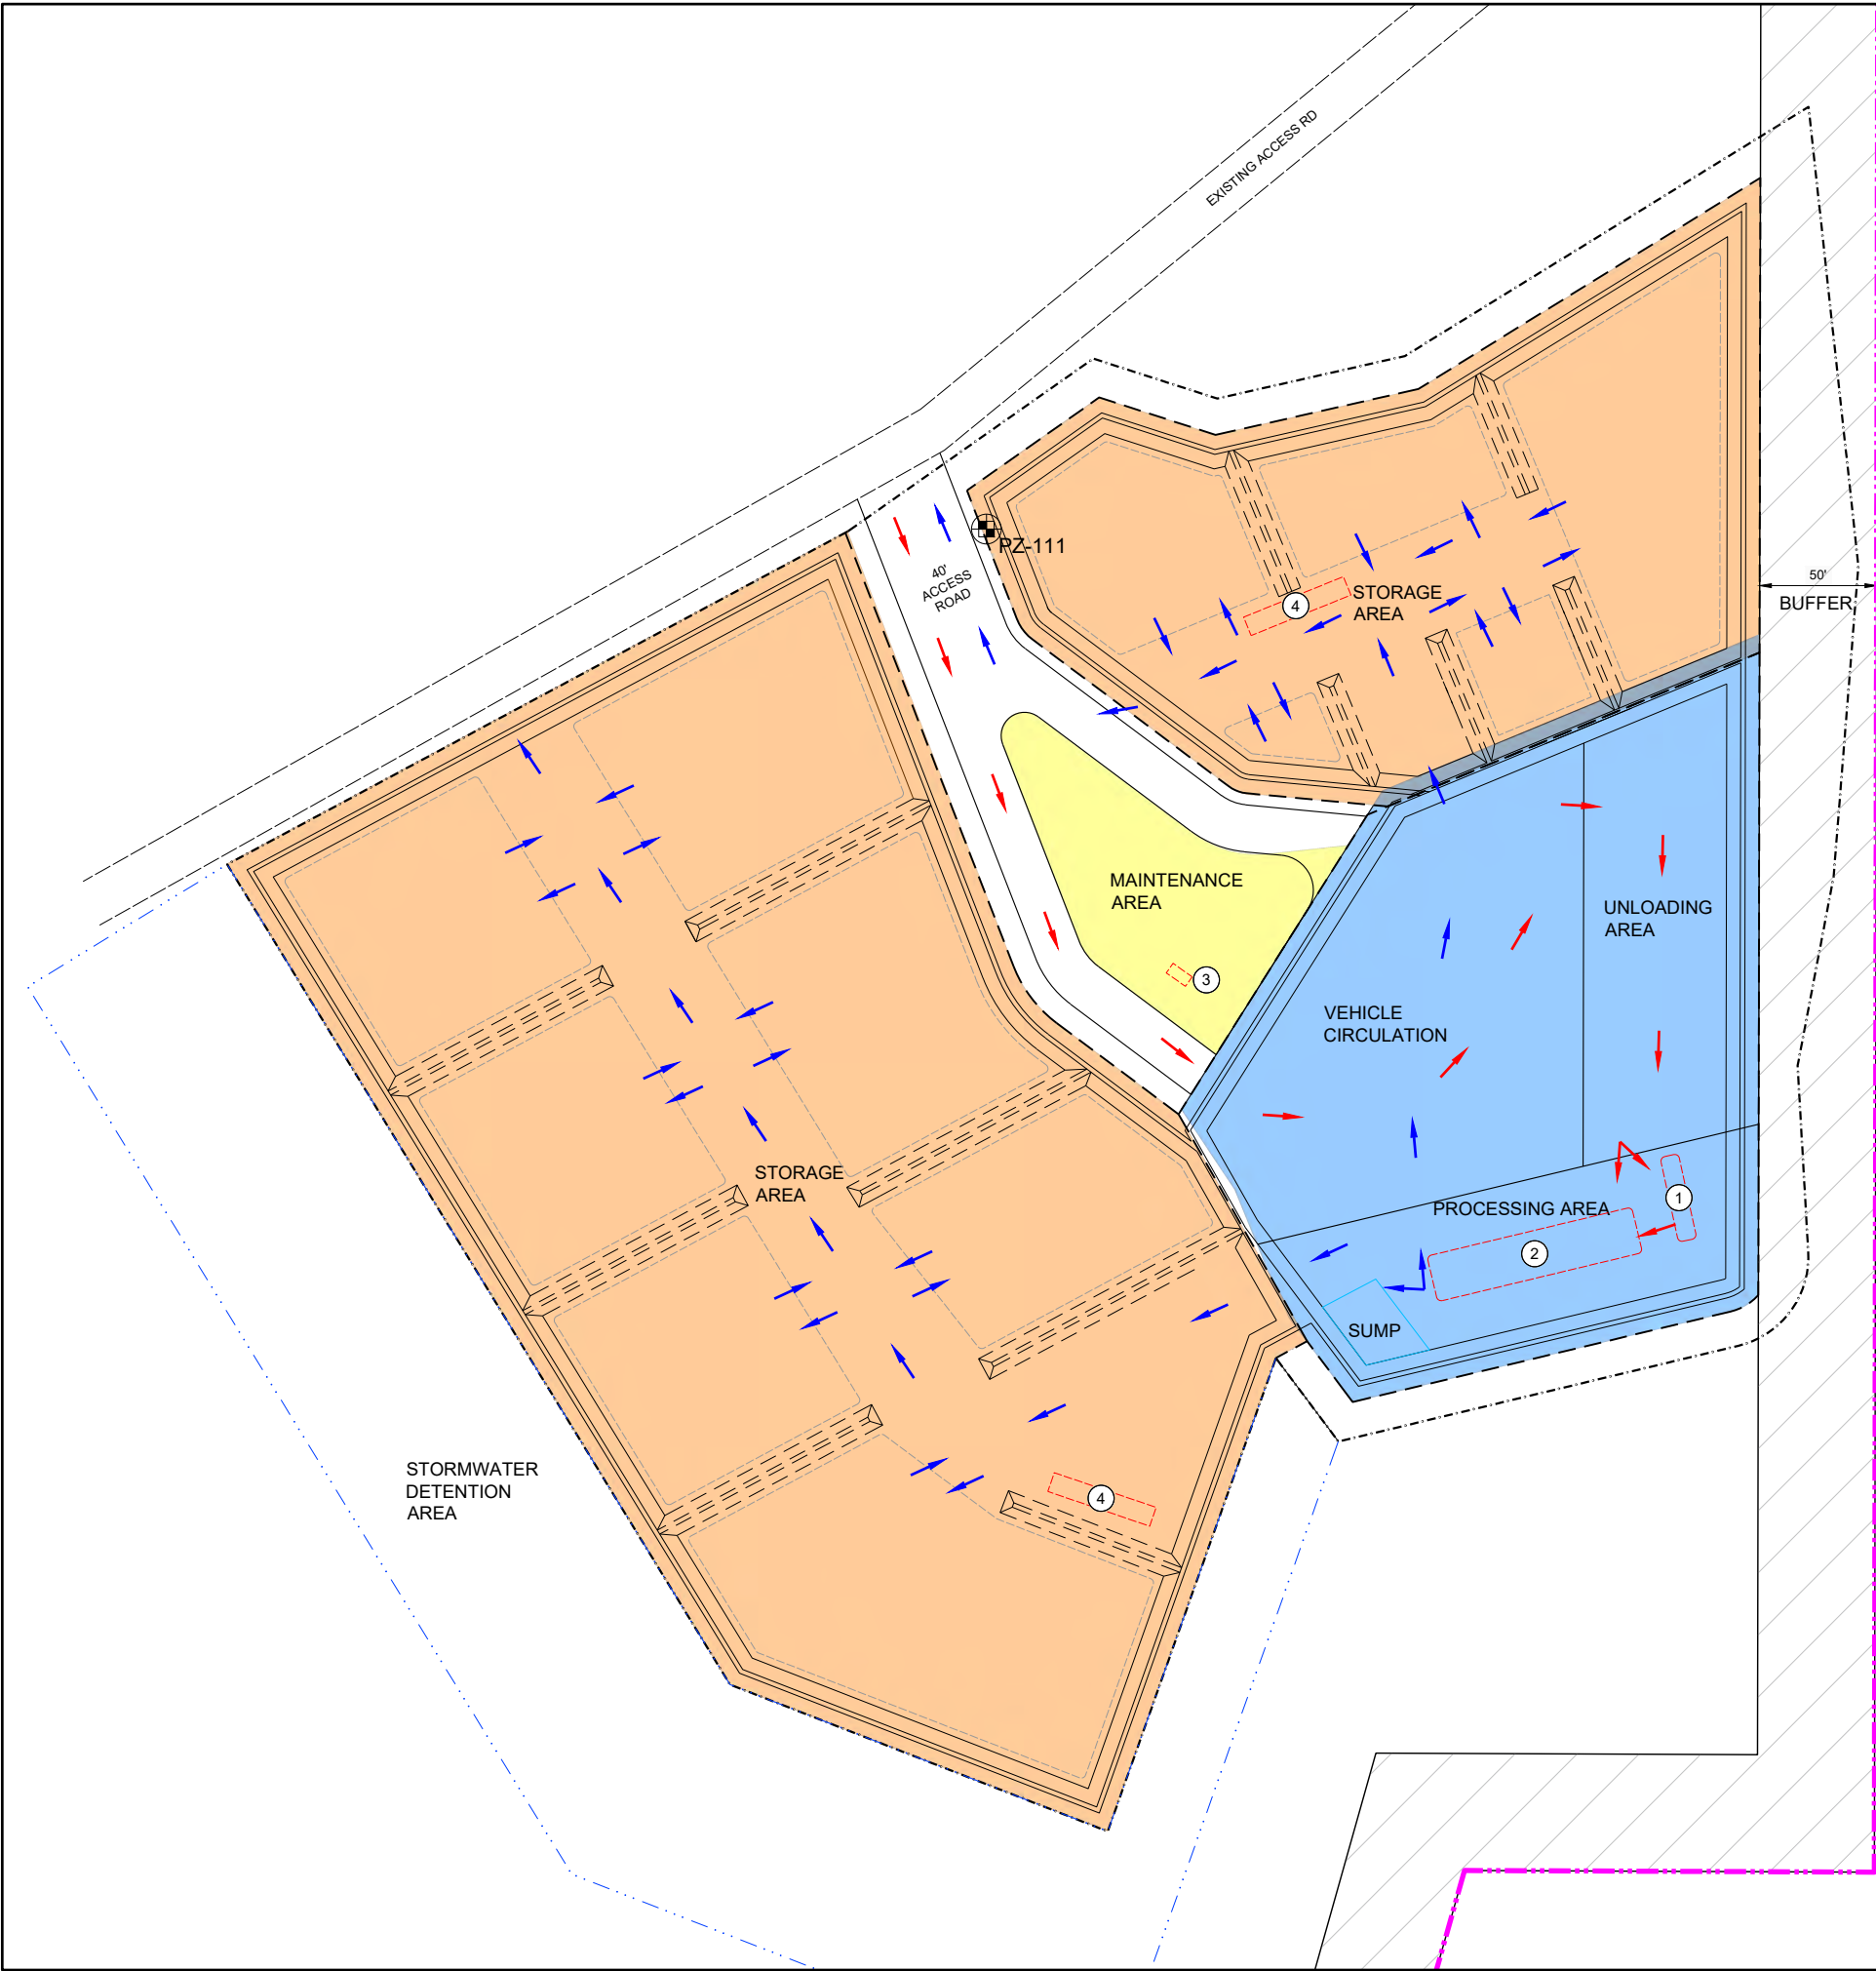 EXISTING ACCESS RD
PZ-111
40'
ACCESS
ROAD
4
STORAGE
AREA
50'
BUFFER
MAINTENANCE
AREA
3
UNLOADING
AREA
VEHICLE
CIRCULATION
STORAGE
AREA
1
PROCESSING AREA
2
SUMP
STORMWATER
DETENTION
AREA
4